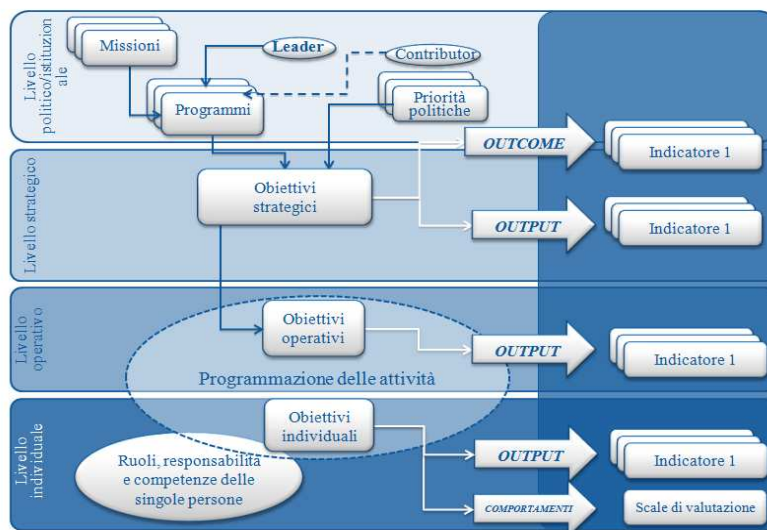 Livello
politico/istituzion
ale
Missioni
Leader
Contributor
Programmi
Priorità
politiche
OUTCOME
Indicatore 1
Livello strategico
Obiettivi
strategici
OUTPUT
Indicatore 1
Livello
operativo
Obiettivi
operativi
OUTPUT
Indicatore 1
Programmazione delle attività
Livello
individuale
Obiettivi
individuali
Ruoli, responsabilità
e competenze delle
singole persone
OUTPUT
Indicatore 1
COMPORTAMENTI
Scale di valutazione